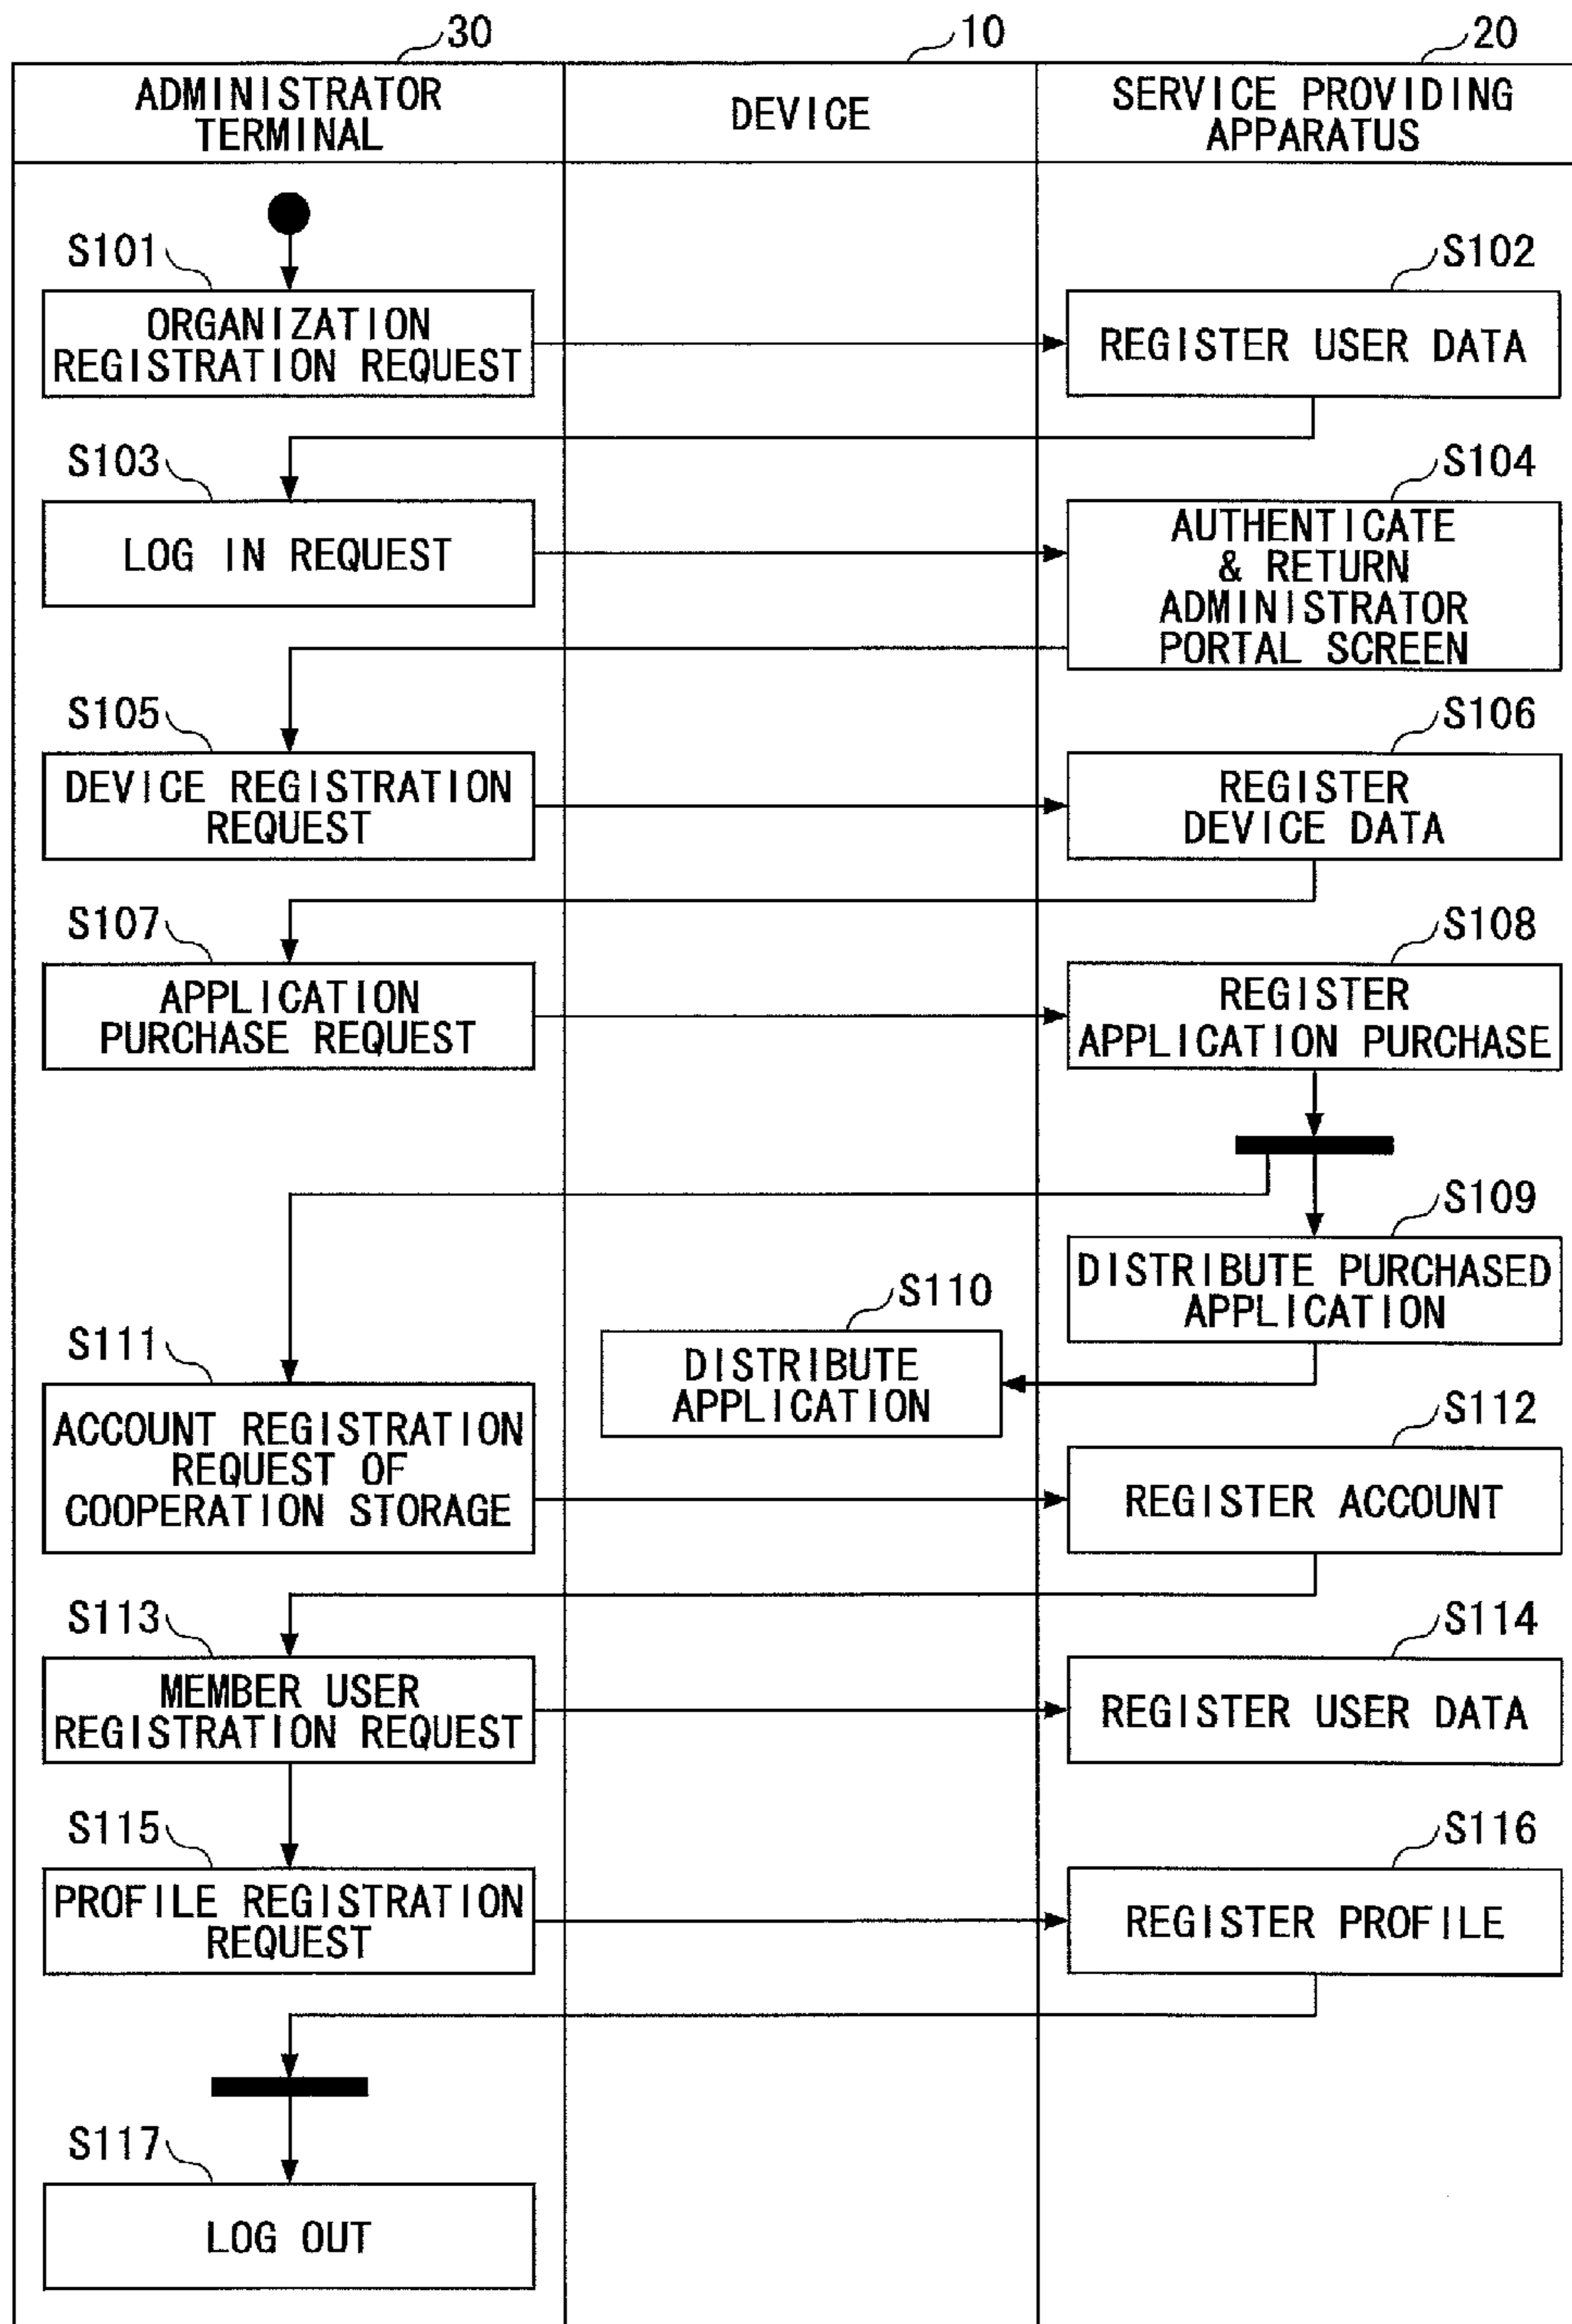 30
10
20
ADMINISTRATOR
TERMINAL
DEVICE
SERVICE PROVIDING
APPARATUS
S101
S102
ORGANIZATION
REGISTRATION REQUEST
REGISTER USER DATA
S103
S104
LOG IN REQUEST
AUTHENTICATE
& RETURN
ADMINISTRATOR
PORTAL SCREEN
S105
S106
DEVICE REGISTRATION
REQUEST
REGISTER
DEVICE DATA
S107
S108
APPLICATION
PURCHASE REQUEST
REGISTER
APPLICATION PURCHASE
S109
DISTRIBUTE PURCHASED
APPLICATION
S110
DISTRIBUTE
APPLICATION
S111
ACCOUNT REGISTRATION
REQUEST OF
COOPERATION STORAGE
S112
REGISTER ACCOUNT
S113
S114
MEMBER USER
REGISTRATION REQUEST
REGISTER USER DATA
S115
S116
PROFILE REGISTRATION
REQUEST
REGISTER PROFILE
S117
LOG OUT